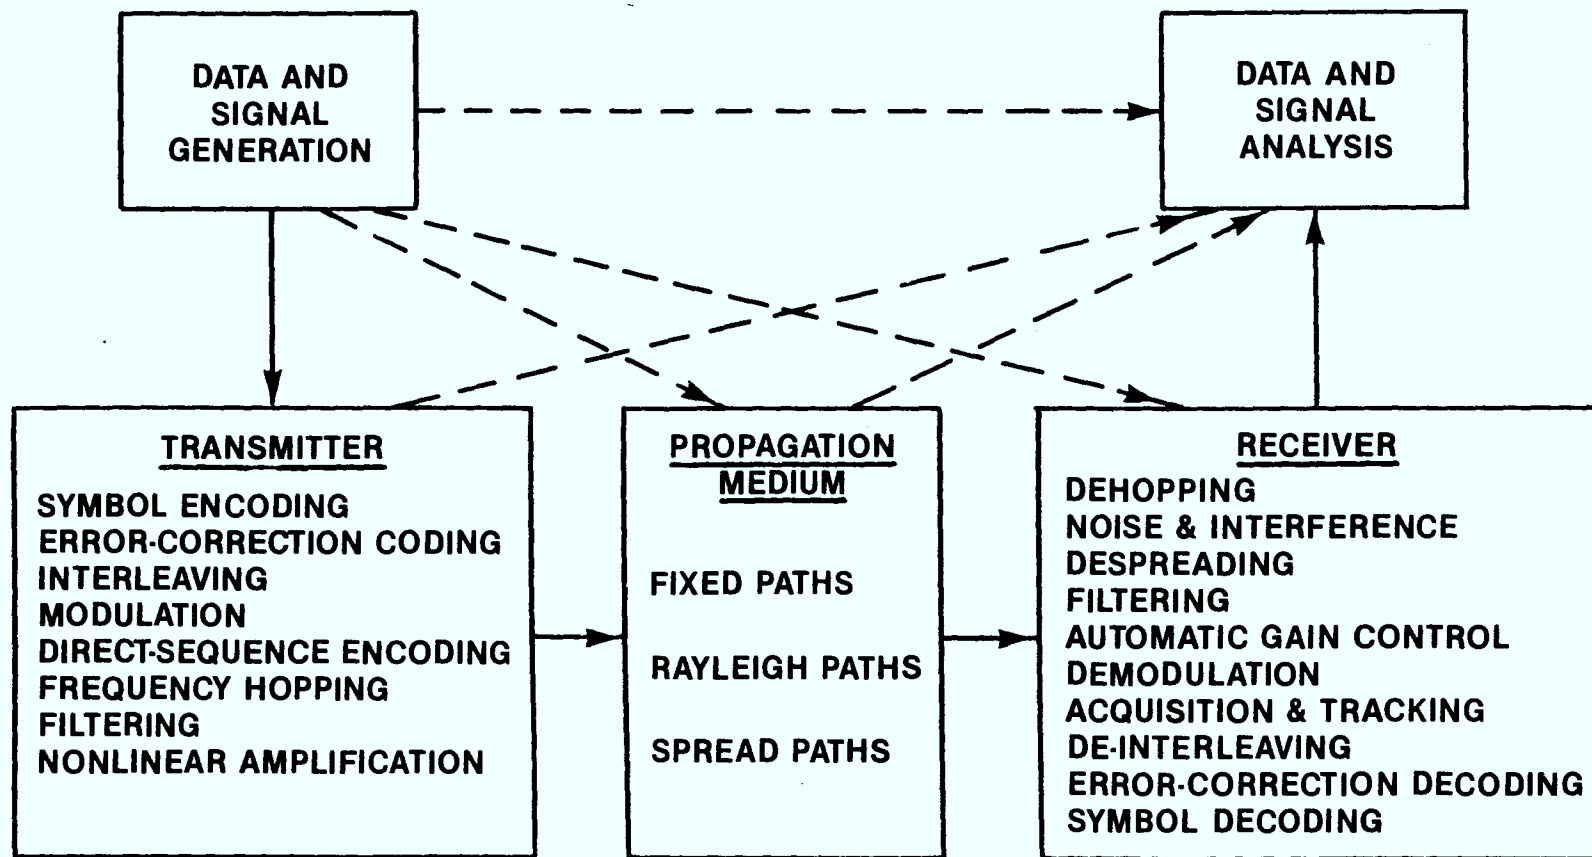 DATA AND
SIGNAL
GENERATION
DATA AND
SIGNAL
ANALYSIS
TRANSMITTER
SYMBOL ENCODING
ERROR-CORRECTION CODING
INTERLEAVING
MODULATION
DIRECT-SEQUENCE ENCODING
FREQUENCY HOPPING
FILTERING
NONLINEAR AMPLIFICATION
PROPAGATION
MEDIUM
FIXED PATHS
RAYLEIGH PATHS
SPREAD PATHS
RECEIVER
DEHOPPING
NOISE & INTERFERENCE
DESPREADING
FILTERING
AUTOMATIC GAIN CONTROL
DEMODULATION
ACQUISITION & TRACKING
DE-INTERLEAVING
ERROR-CORRECTION DECODING
SYMBOL DECODING